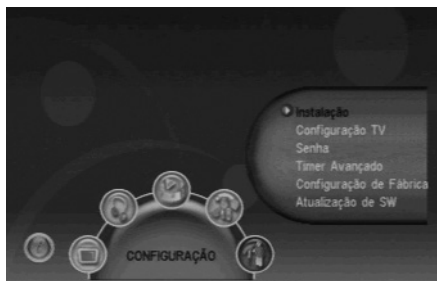 Instalação
Configuração TV
Senha
Timer Avançado
Configuração de Fábrica
Atualização de SW
CONFIGURAÇÃO